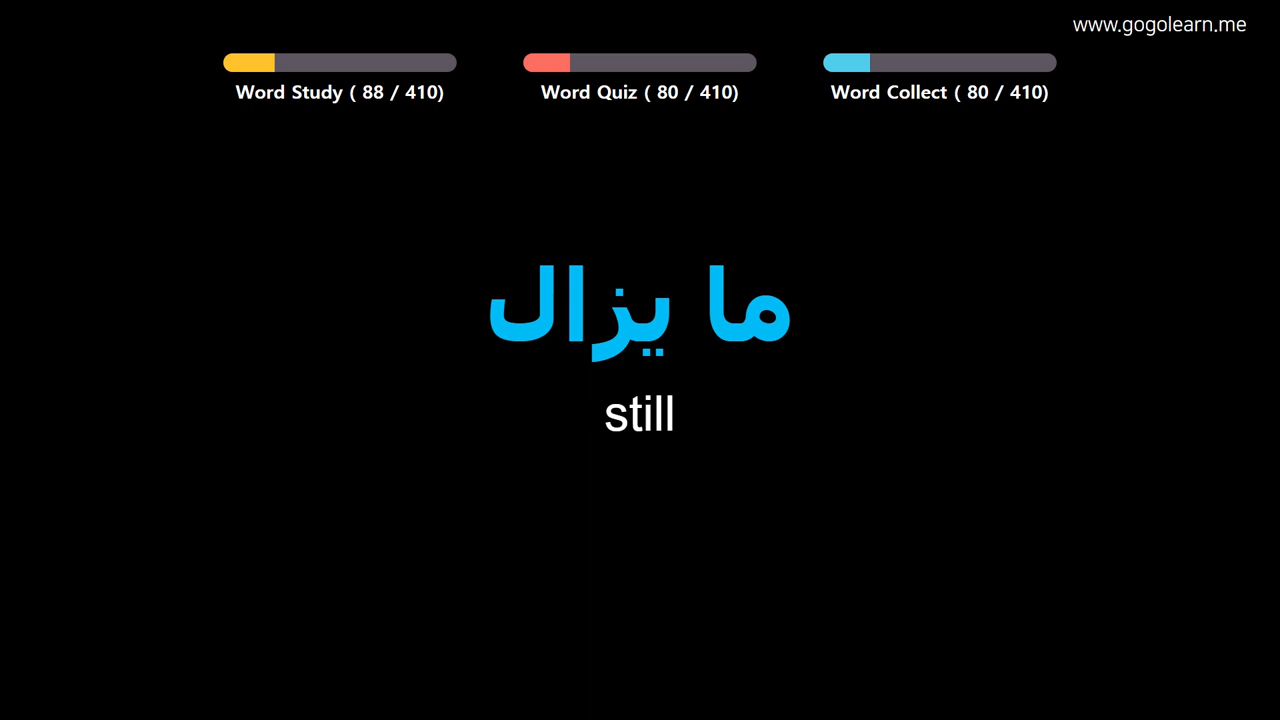 www.gogolearn.me
Word Study ( 88 / 410)
Word Quiz ( 80 / 410)
Word Collect ( 80 / 410)
ما يزال
still